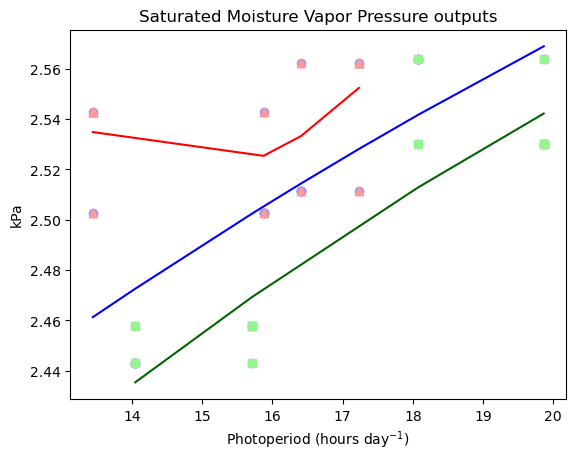 Saturated Moisture Vapor Pressure outputs
kPa
2.56
2.54
2.52
2.50
2.48
2.46
2.44
14 15 16 17 18 19 20
Photoperiod (hours day⁻¹)